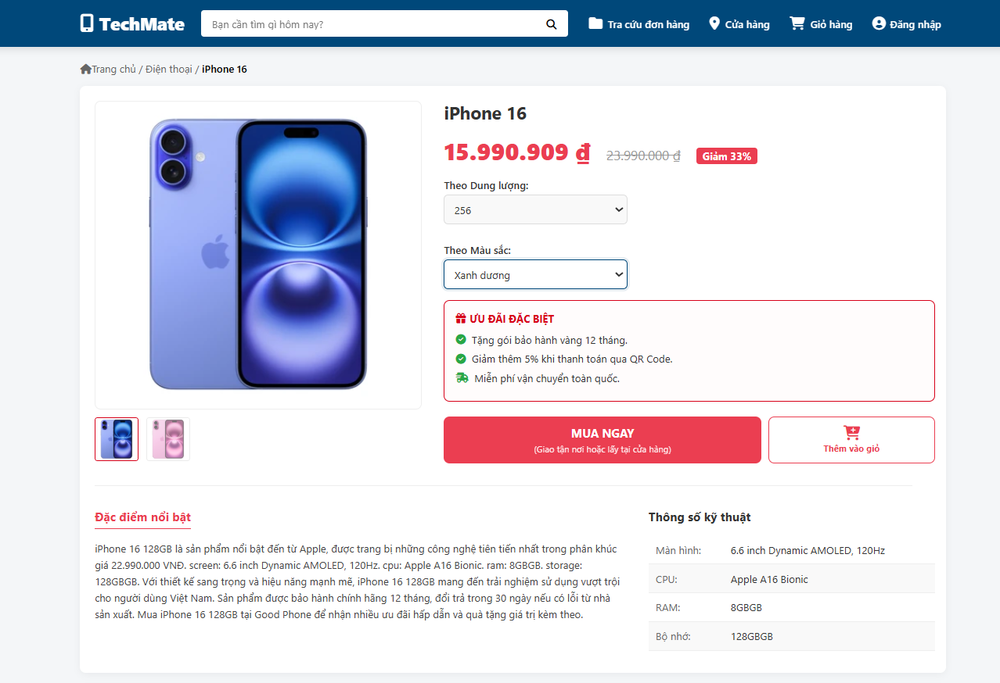 TechMate
Bạn cần tìm gì hôm nay?
Tra cứu đơn hàng
Cửa hàng
Giỏ hàng
Đăng nhập
Trang chủ / Điện thoại / iPhone 16
iPhone 16
15.990.909 ₫ 23.990.000 ₫ Giảm 33%
Theo Dung lượng:
256
Theo Màu sắc:
Xanh dương
ƯU ĐÃI ĐẶC BIỆT
Tặng gói bảo hành vàng 12 tháng.
Giảm thêm 5% khi thanh toán qua QR Code.
Miễn phí vận chuyển toàn quốc.
MUA NGAY
(Giao tận nơi hoặc lấy tại cửa hàng)
Thêm vào giỏ
Đặc điểm nổi bật
iPhone 16 128GB là sản phẩm nổi bật đến từ Apple, được trang bị những công nghệ tiên tiến nhất trong phân khúc
giá 22.990.000 VNĐ. screen: 6.6 inch Dynamic AMOLED, 120Hz. cpu: Apple A16 Bionic. ram: 8GBGB. storage:
128GBGB. Với thiết kế sang trọng và hiệu năng mạnh mẽ, iPhone 16 128GB mang đến trải nghiệm sử dụng vượt trội
cho người dùng Việt Nam. Sản phẩm được bảo hành chính hãng 12 tháng, đổi trả trong 30 ngày nếu có lỗi từ nhà
sản xuất. Mua iPhone 16 128GB tại Good Phone để nhận nhiều ưu đãi hấp dẫn và quà tặng giá trị kèm theo.
Thông số kỹ thuật
Màn hình: 6.6 inch Dynamic AMOLED, 120Hz
CPU: Apple A16 Bionic
RAM: 8GBGB
Bộ nhớ: 128GBGB